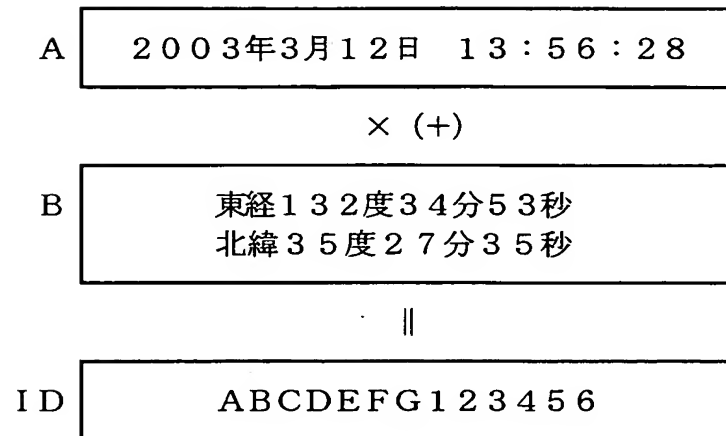 A ２００３年３月１２日 １３：５６：２８
× (+)
B 東経１３２度３４分５３秒
北緯３５度２７分３５秒
||
ＩＤ ＡＢＣＤＥＦＧ１２３４５６